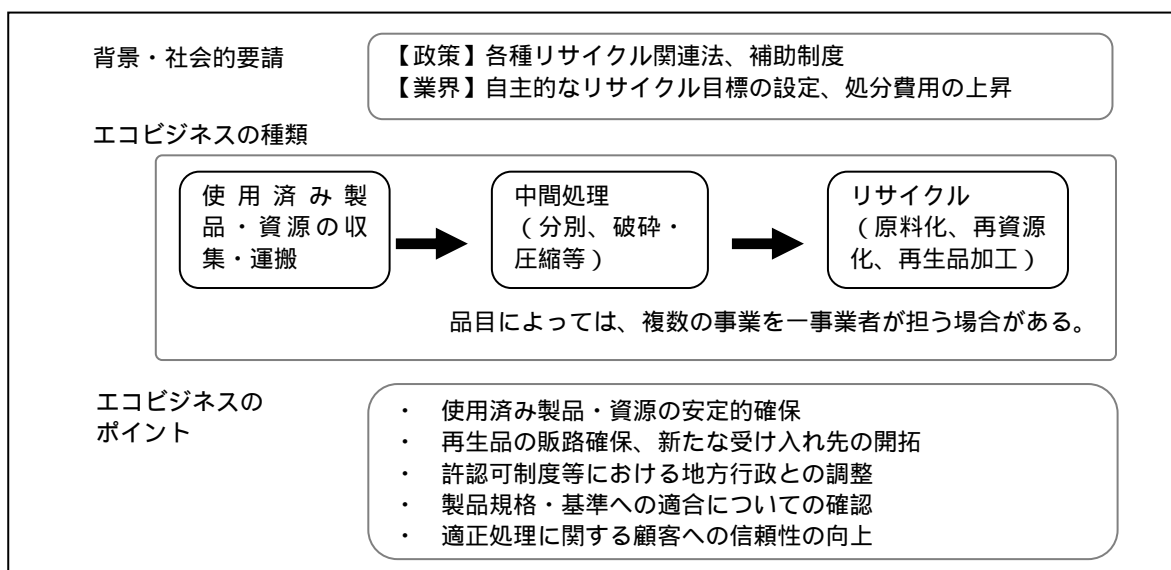 背景・社会的要請
【政策】各種リサイクル関連法、補助制度
【業界】自主的なリサイクル目標の設定、処分費用の上昇
エコビジネスの種類
使用済み製
品・資源の収
集・運搬
中間処理
（分別、破砕・
圧縮等）
リサイクル
（原料化、再資源
化、再生品加工）
品目によっては、複数の事業を一事業者が担う場合がある。
エコビジネスの
ポイント
・ 使用済み製品・資源の安定的確保
・ 再生品の販路確保、新たな受け入れ先の開拓
・ 許認可制度等における地方行政との調整
・ 製品規格・基準への適合についての確認
・ 適正処理に関する顧客への信頼性の向上